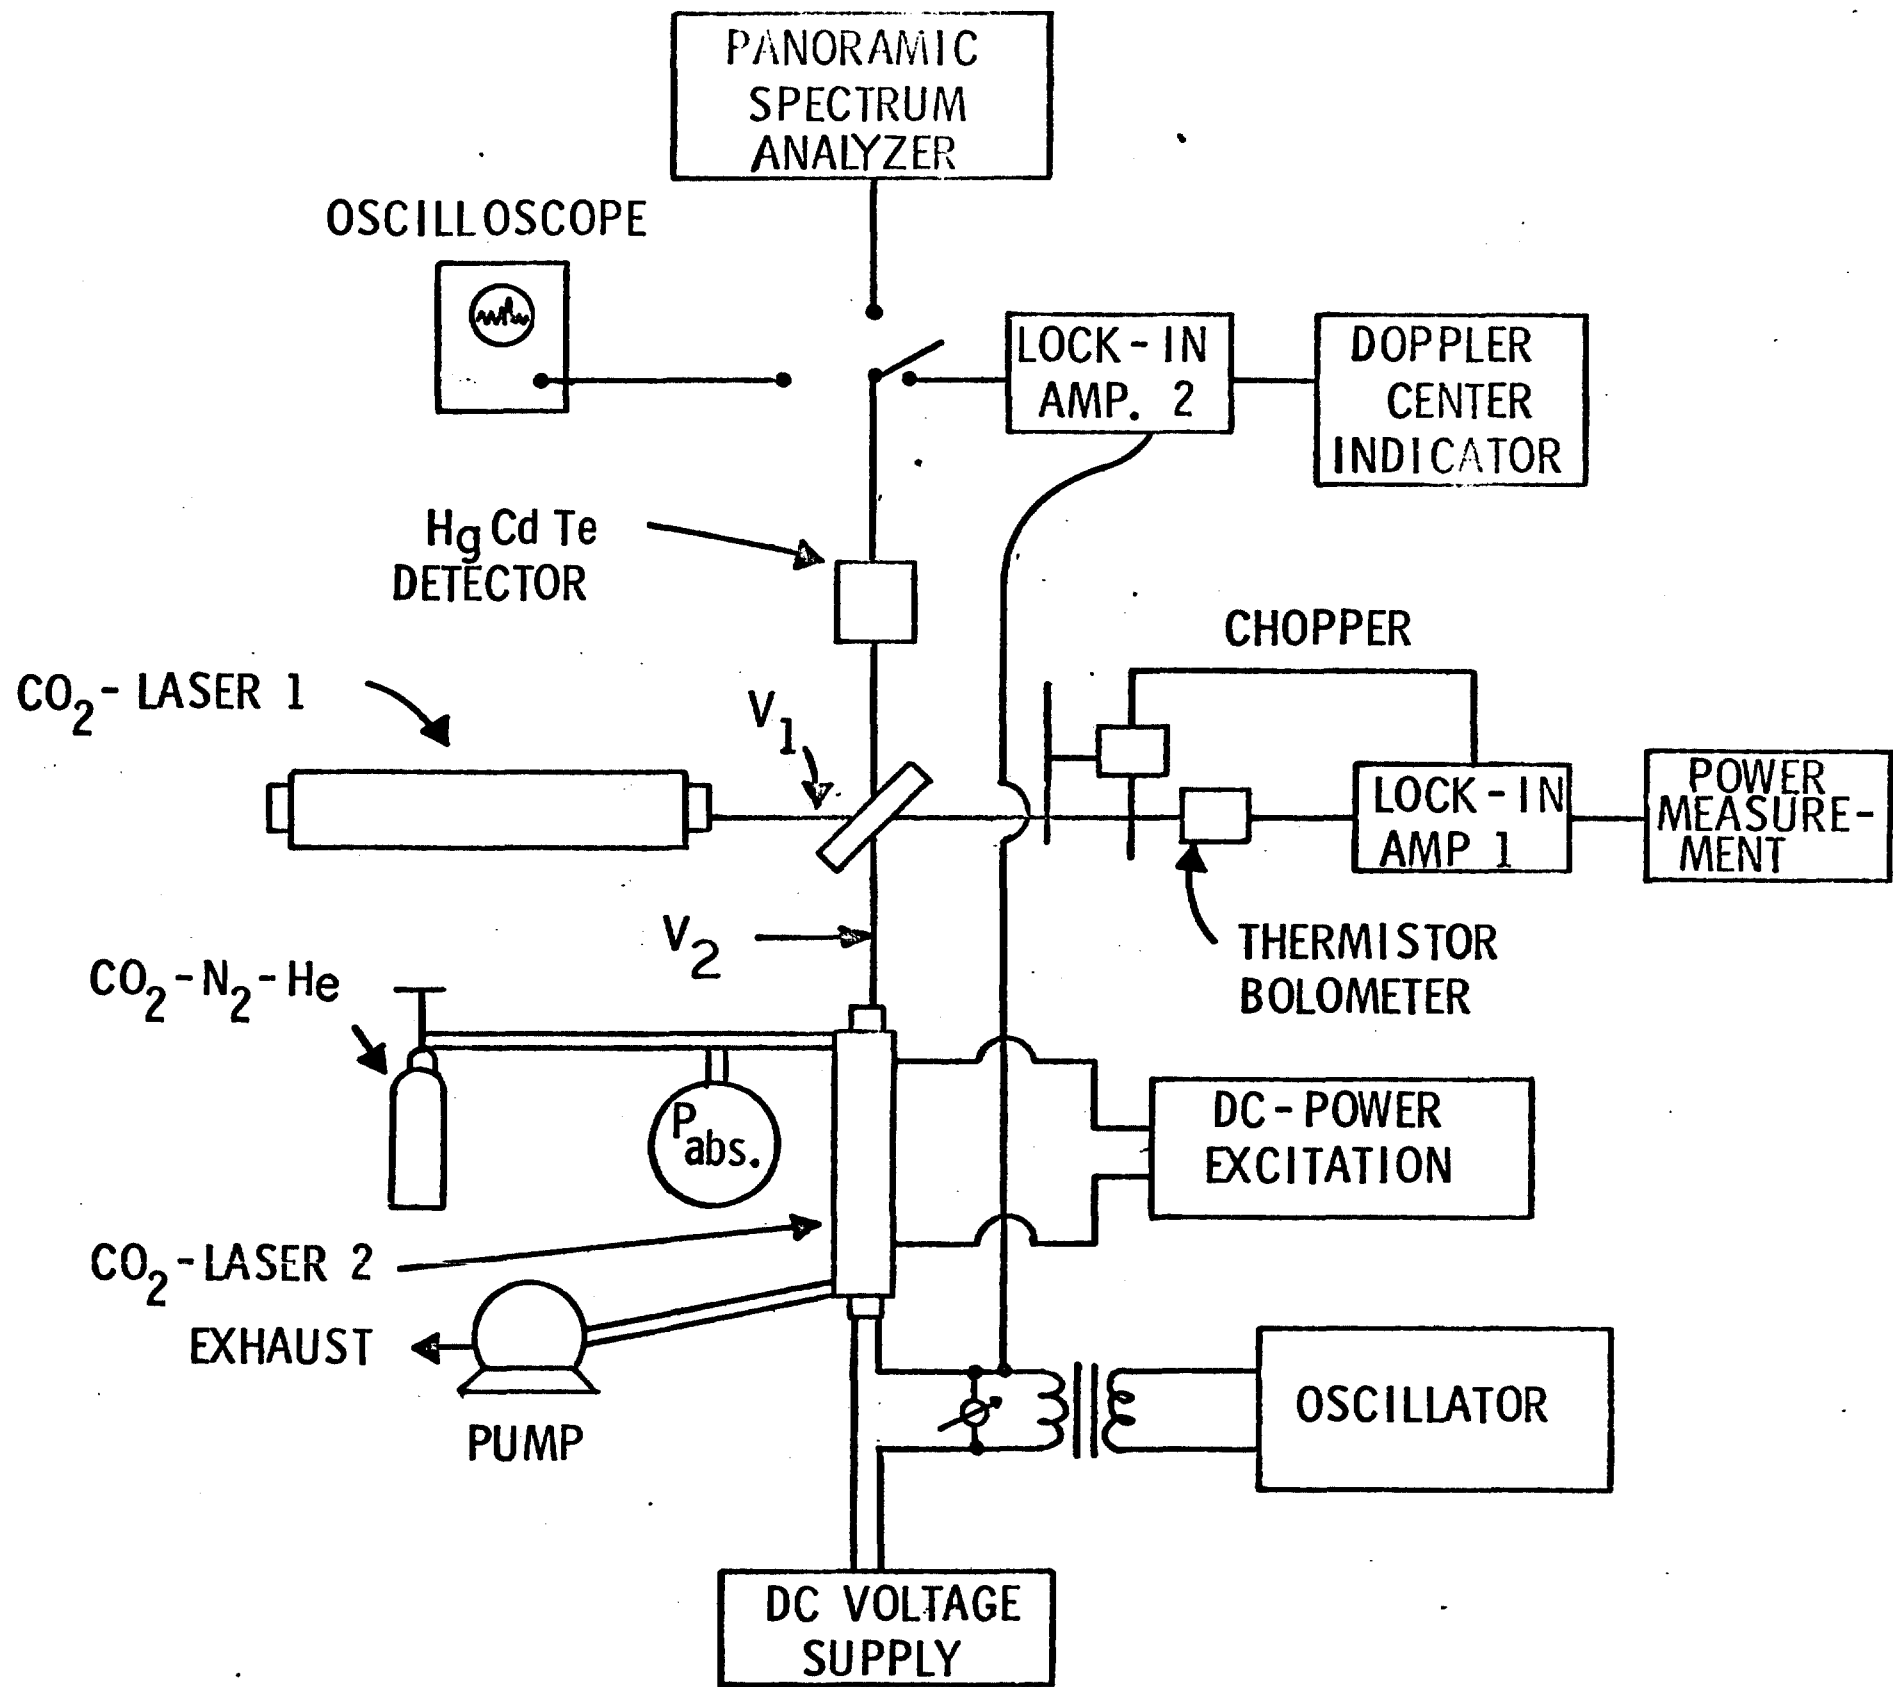 PANORAMIC
SPECTRUM
ANALYZER
OSCILLOSCOPE
LOCK-IN
AMP. 2
DOPPLER
CENTER
INDICATOR
Hg Cd Te
DETECTOR
CHOPPER
CO₂-LASER 1
V₁
LOCK-IN
AMP 1
POWER
MEASURE-
MENT
V₂
THERMISTOR
BOLOMETER
CO₂-N₂-He
P abs.
DC-POWER
EXCITATION
CO₂-LASER 2
EXHAUST
PUMP
OSCILLATOR
DC VOLTAGE
SUPPLY